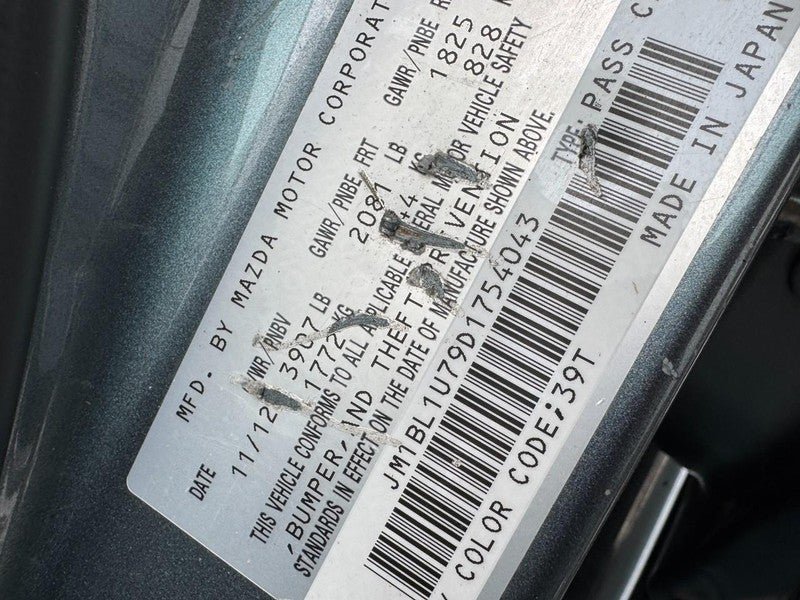 MFD. BY MAZDA MOTOR CORPORAT
DATE GVWR/PNBV GAWR/PNBE FRT GAWR/PNBE R
11/12 3907 LB 2081 LB 1825
1772 KG KG 828
THIS VEHICLE CONFORMS TO ALL APPLICABLE FEDERAL MOTOR VEHICLE SAFETY
,BUMPER, AND THEFT PREVENTION
STANDARDS IN EFFECT ON THE DATE OF MANUFACTURE SHOWN ABOVE.
JM1BL1U79D1754043 TYPE: PASS C
COLOR CODE;39T MADE IN JAPAN